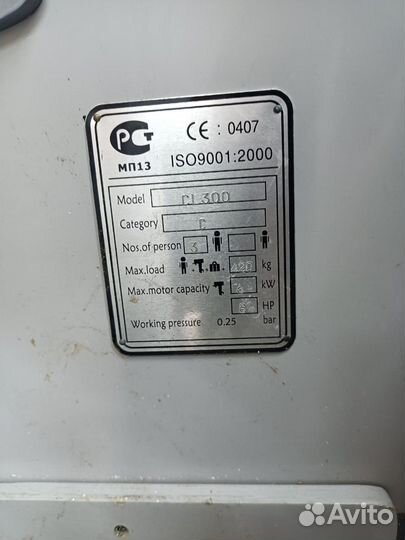 РСТ CE : 0407
МП13 ISO9001:2000
Model
Category C
Nos.of person 3
Max.load 420 kg
Max.motor capacity kW
HP
Working pressure 0.25 bar
Avito